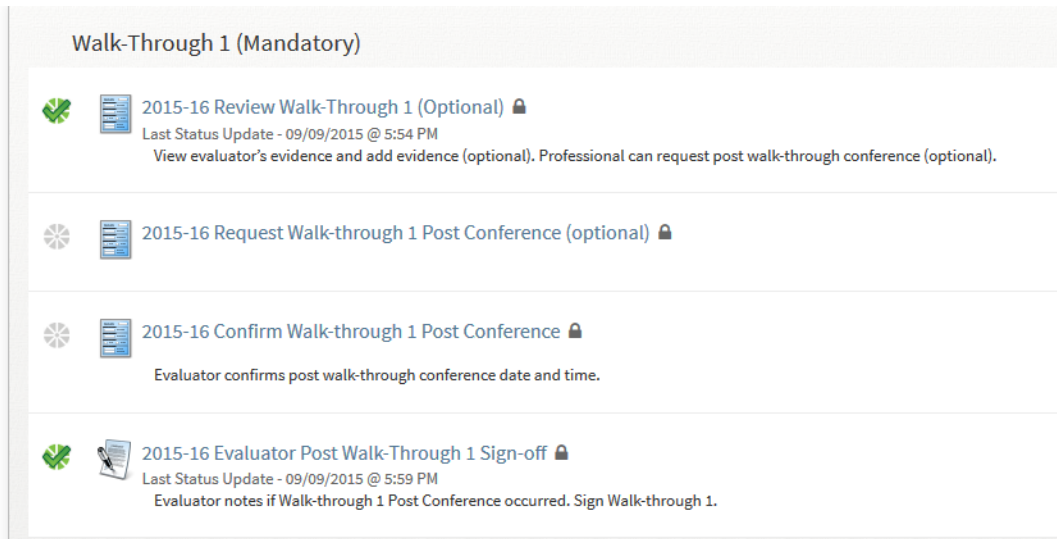 Walk-Through 1 (Mandatory)
2015-16 Review Walk-Through 1 (Optional)
Last Status Update - 09/09/2015 @ 5:54 PM
View evaluator's evidence and add evidence (optional). Professional can request post walk-through conference (optional).
2015-16 Request Walk-through 1 Post Conference (optional)
2015-16 Confirm Walk-through 1 Post Conference
Evaluator confirms post walk-through conference date and time.
2015-16 Evaluator Post Walk-Through 1 Sign-off
Last Status Update - 09/09/2015 @ 5:59 PM
Evaluator notes if Walk-through 1 Post Conference occurred. Sign Walk-through 1.